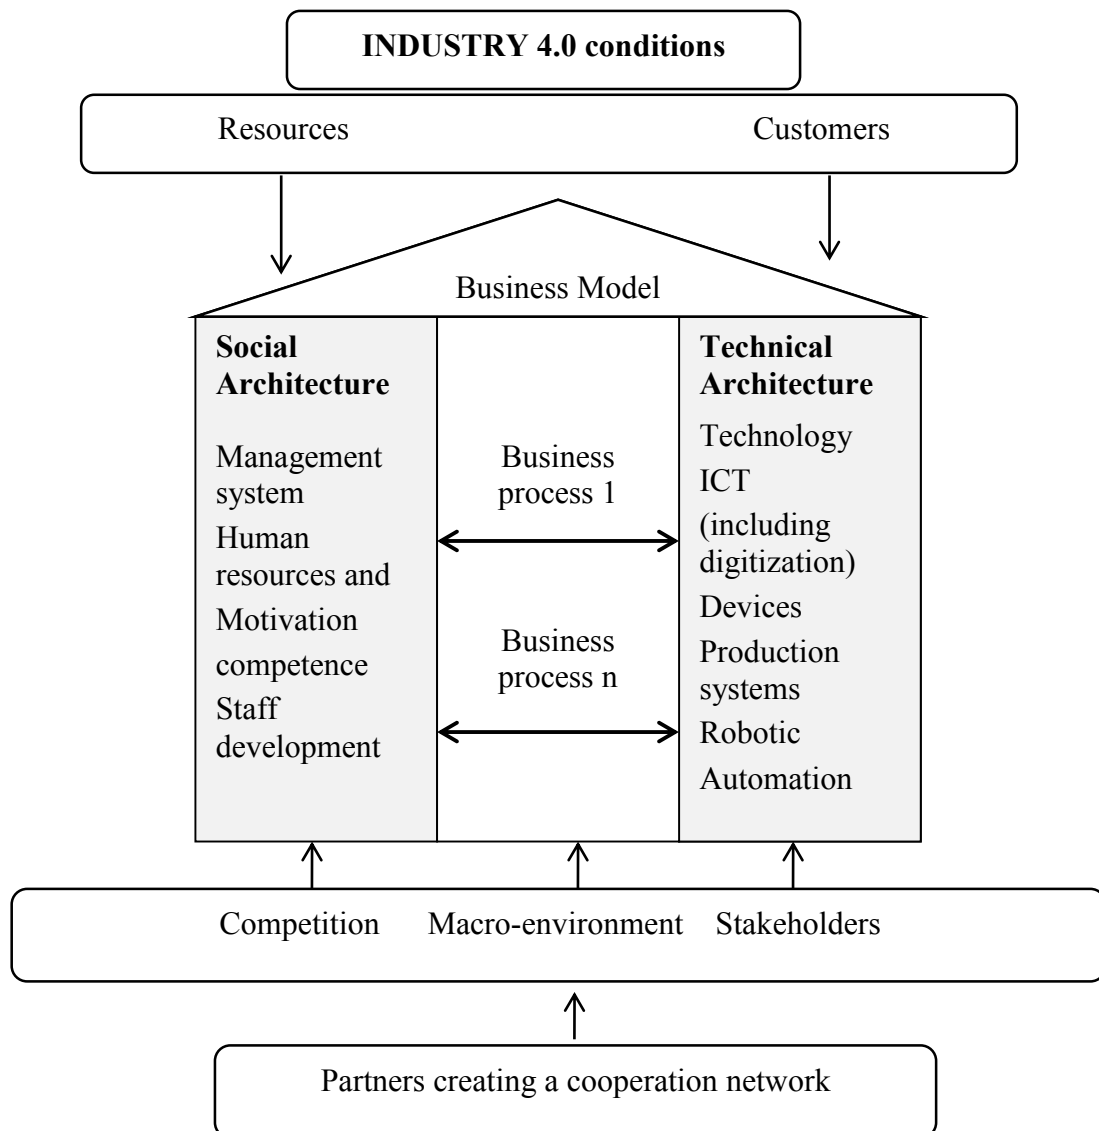 INDUSTRY 4.0 conditions
Resources
Customers
Business Model
Social
Architecture
Management
system
Human
resources and
Motivation
competence
Staff
development
Business
process 1
Business
process n
Technical
Architecture
Technology
ICT
(including
digitization)
Devices
Production
systems
Robotic
Automation
Competition
Macro-environment
Stakeholders
Partners creating a cooperation network